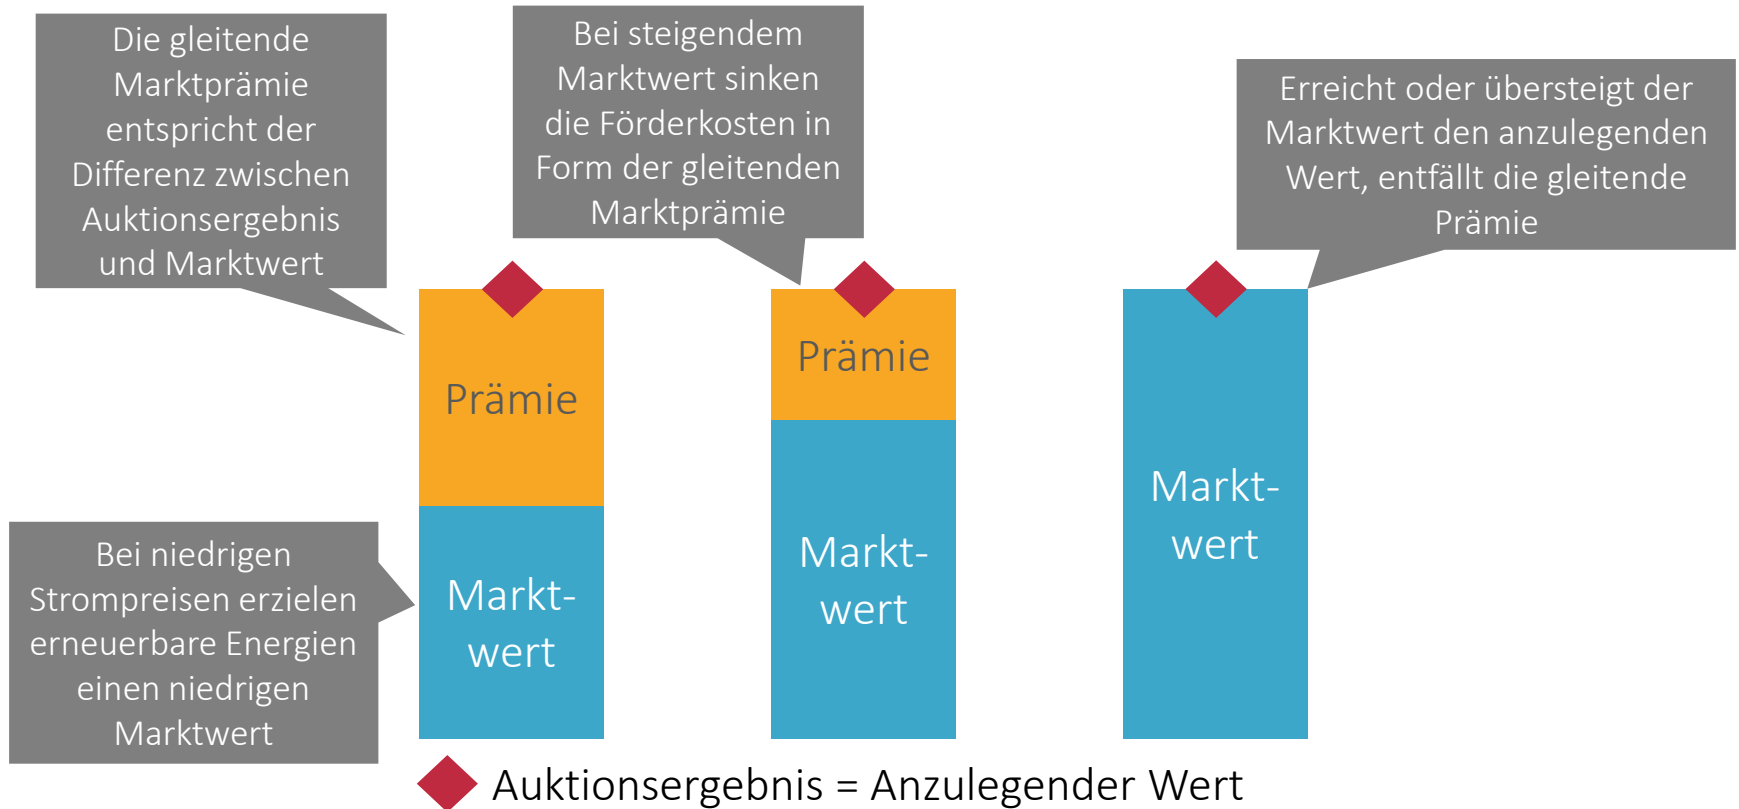 Die gleitende
Marktprämie
entspricht der
Differenz zwischen
Auktionsergebnis
und Marktwert
Bei steigendem
Marktwert sinken
die Förderkosten in
Form der gleitenden
Marktprämie
Erreicht oder übersteigt der
Marktwert den anzulegenden
Wert, entfällt die gleitende
Prämie
Prämie
Prämie
Bei niedrigen
Strompreisen erzielen
erneuerbare Energien
einen niedrigen
Marktwert
Markt-
wert
Markt-
wert
Markt-
wert
Auktionsergebnis = Anzulegender Wert